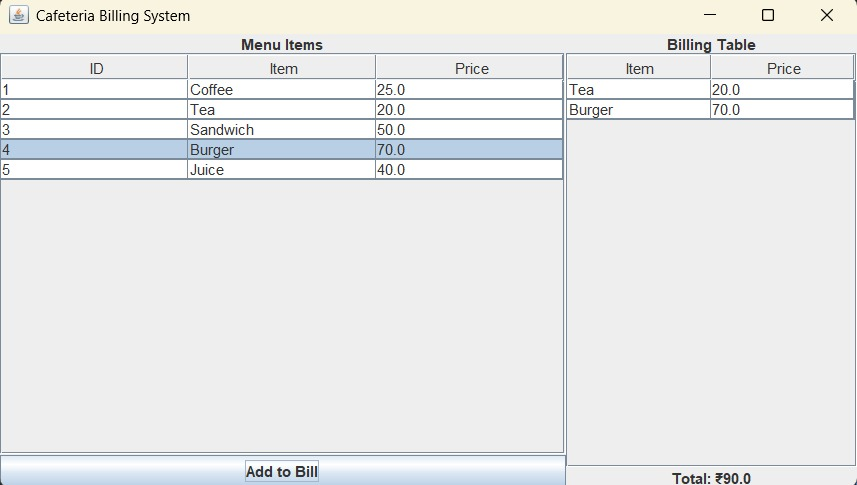 Cafeteria Billing System
Menu Items
ID Item Price
1 Coffee 25.0
2 Tea 20.0
3 Sandwich 50.0
4 Burger 70.0
5 Juice 40.0
Add to Bill
Billing Table
Item Price
Tea 20.0
Burger 70.0
Total: ₹90.0